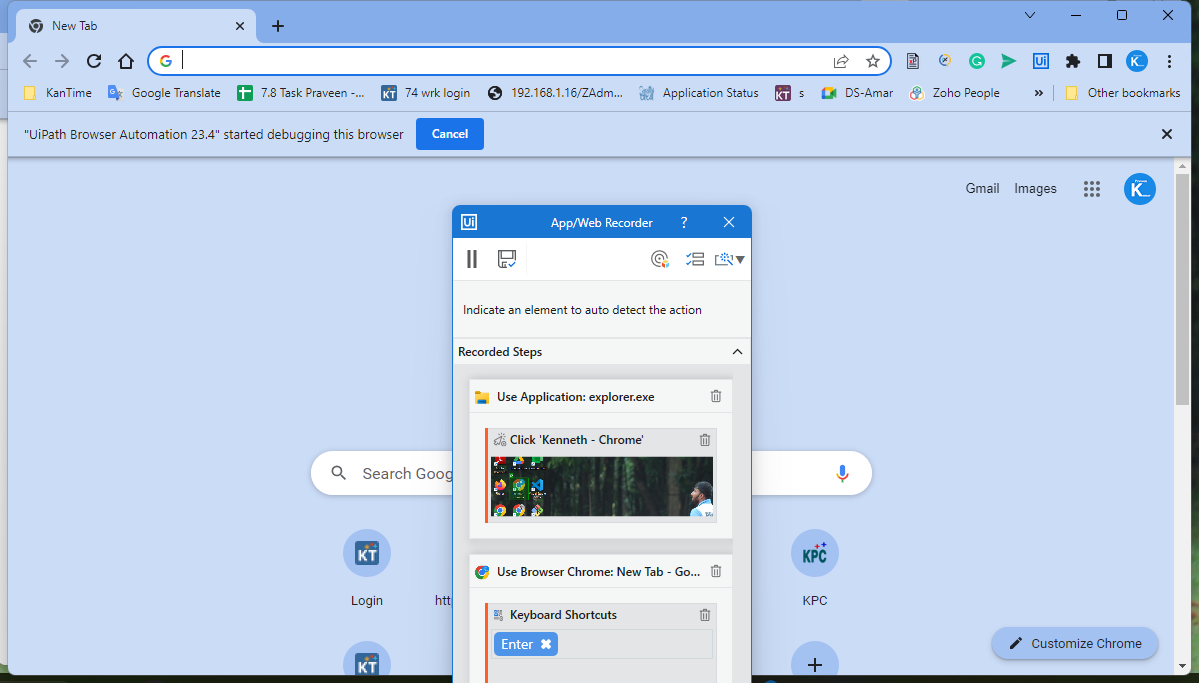 New Tab
Ui
K
KanTime
Google Translate
7.8 Task Praveen -...
KT 74 wrk login
192.168.1.16/ZAdm...
Application Status
KT s
DS-Amar
Zoho People
»
Other bookmarks
"UiPath Browser Automation 23.4" started debugging this browser
Cancel
Gmail
Images
K
Ui App/Web Recorder ?
Indicate an element to auto detect the action
Recorded Steps
Use Application: explorer.exe
Click 'Kenneth - Chrome'
Search Goog
Use Browser Chrome: New Tab - Go...
KT
KPC
Login
htt
KPC
Keyboard Shortcuts
Enter
Customize Chrome
KT